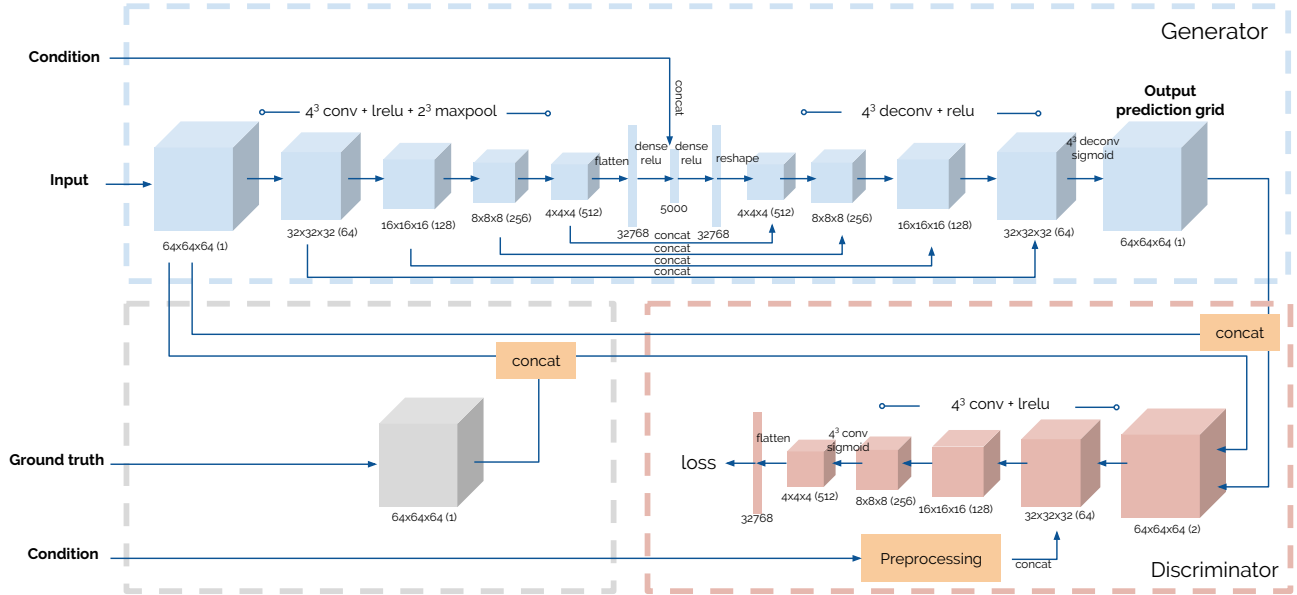 Generator
Condition
concat
4³ conv + lrelu + 2³ maxpool
4³ deconv + relu
Output
prediction grid
Input
flatten
dense
relu
dense
relu
reshape
4³ deconv
sigmoid
64x64x64 (1)
32x32x32 (64)
16x16x16 (128)
8x8x8 (256)
4x4x4 (512)
32768
5000
32768
4x4x4 (512)
8x8x8 (256)
16x16x16 (128)
32x32x32 (64)
64x64x64 (1)
concat
concat
concat
concat
concat
concat
Ground truth
64x64x64 (1)
4³ conv + lrelu
loss
flatten
4³ conv
sigmoid
32768
4x4x4 (512)
8x8x8 (256)
16x16x16 (128)
32x32x32 (64)
64x64x64 (2)
Condition
Preprocessing
concat
Discriminator